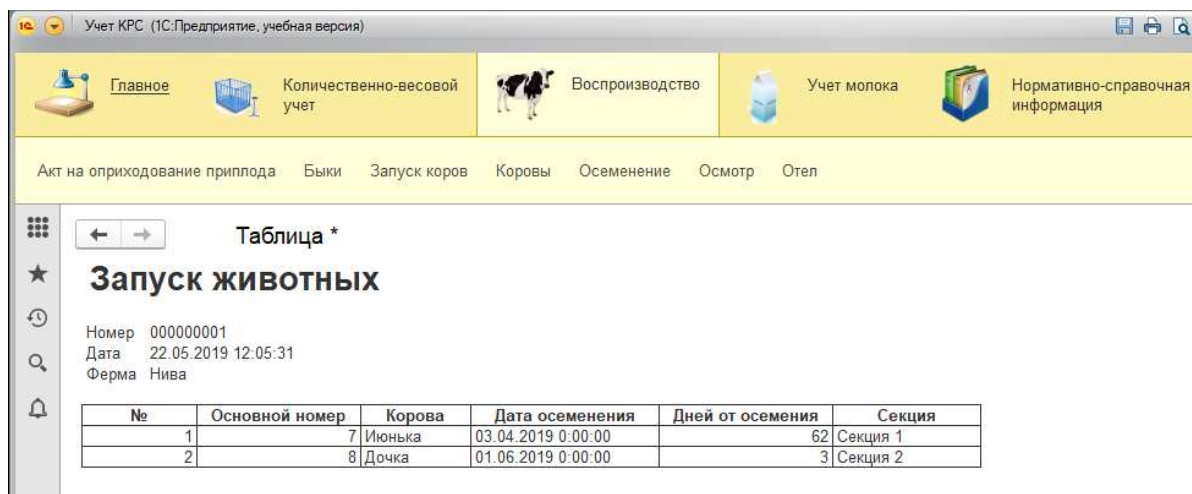 1С Учет КРС (1С:Предприятие, учебная версия)
Главное Количественно-весовой учет Воспроизводство Учет молока Нормативно-справочная информация
Акт на оприходование приплода Быки Запуск коров Коровы Осеменение Осмотр Отел
Таблица *
Запуск животных
Номер 000000001
Дата 22.05.2019 12:05:31
Ферма Нива
№ Основной номер Корова Дата осеменения Дней от осемения Секция
1 7 Июнька 03.04.2019 0:00:00 62 Секция 1
2 8 Дочка 01.06.2019 0:00:00 3 Секция 2